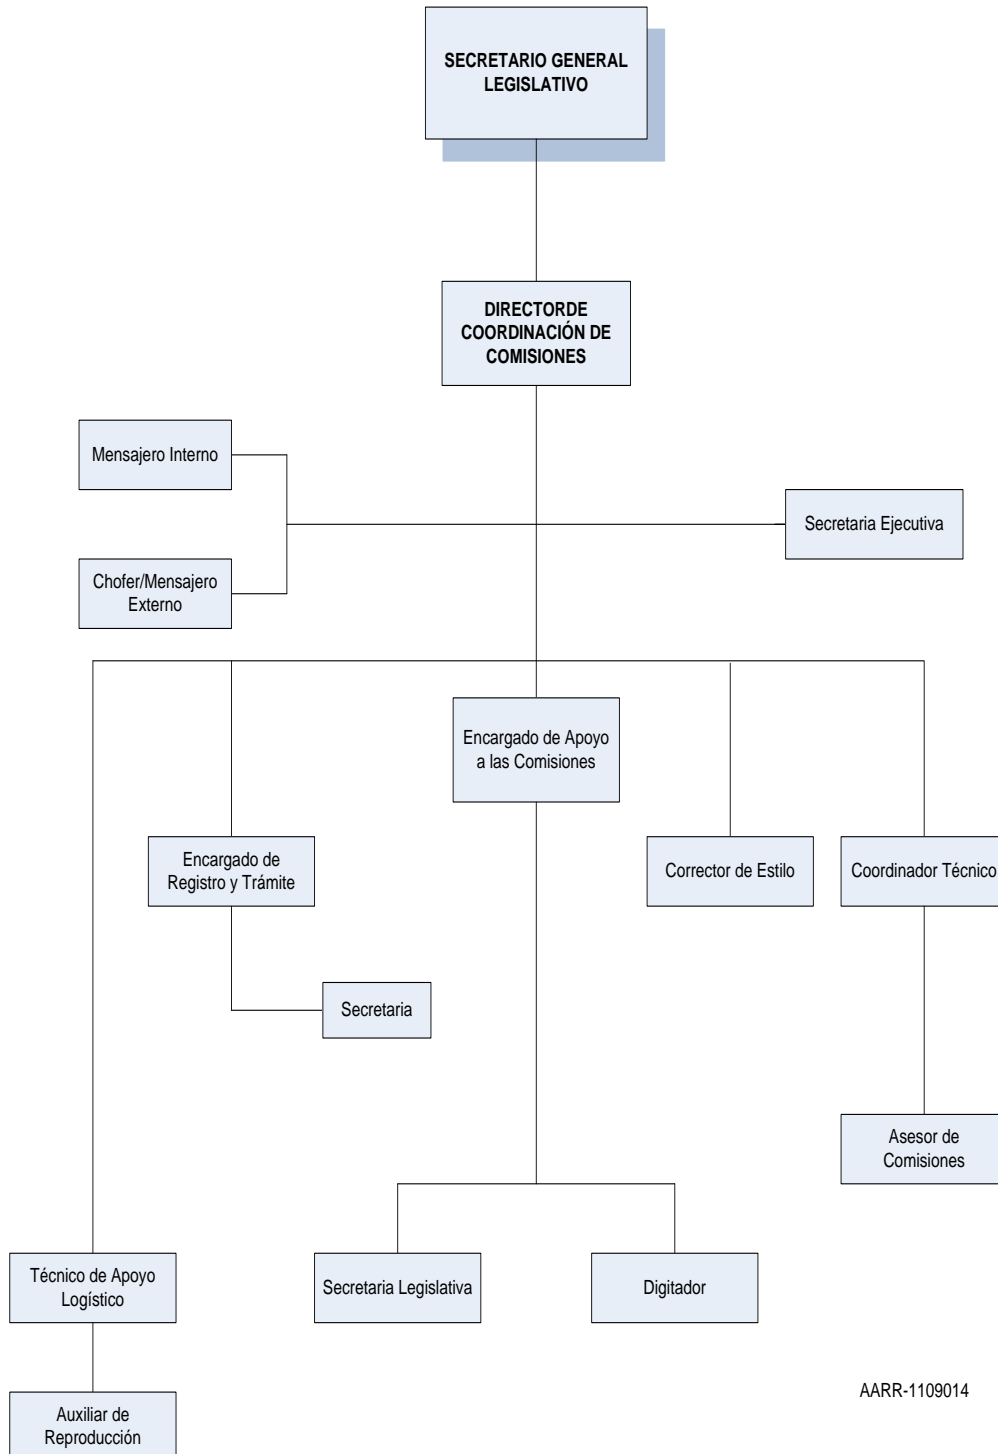 SECRETARIO GENERAL
LEGISLATIVO
DIRECTORDE
COORDINACIÓN DE
COMISIONES
Mensajero Interno
Secretaria Ejecutiva
Chofer/Mensajero
Externo
Encargado de Apoyo
a las Comisiones
Encargado de
Registro y Trámite
Corrector de Estilo
Coordinador Técnico
Secretaria
Asesor de
Comisiones
Técnico de Apoyo
Logístico
Secretaria Legislativa
Digitador
Auxiliar de
Reproducción
AARR-1109014